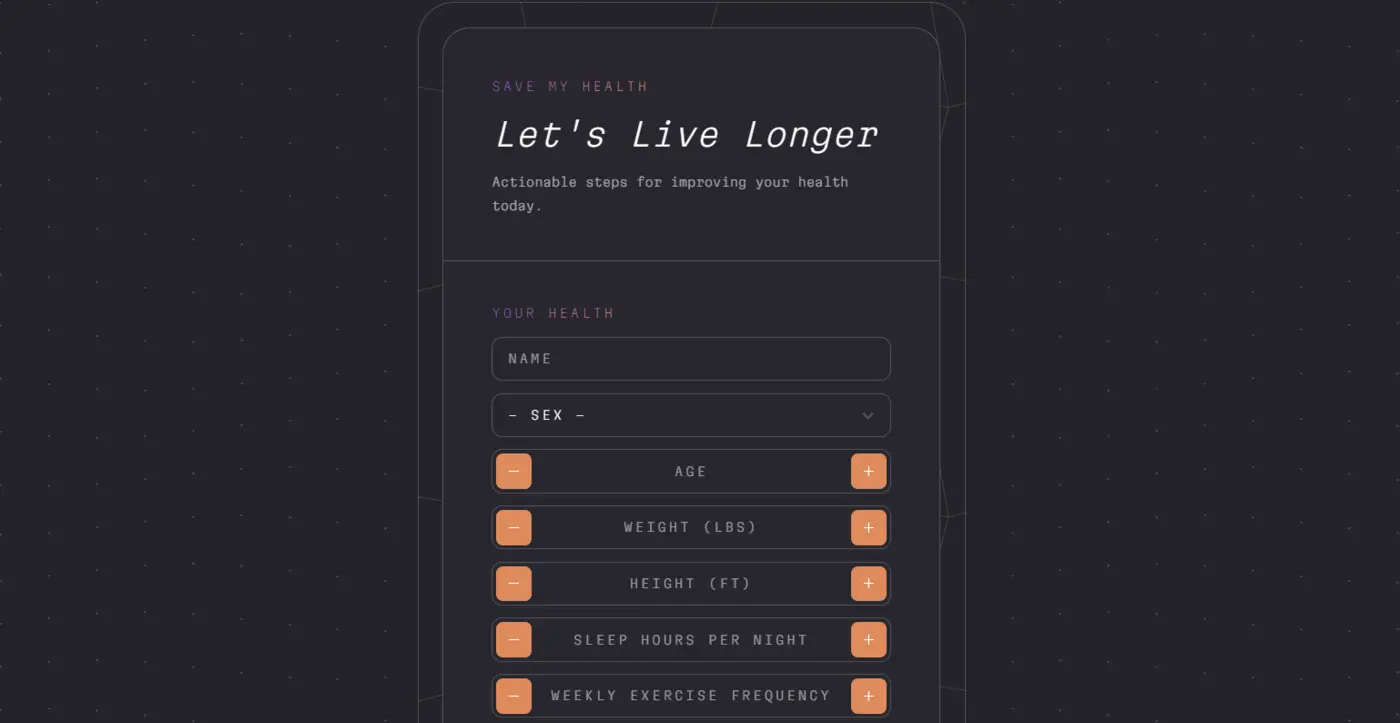 SAVE MY HEALTH
Let's Live Longer
Actionable steps for improving your health
today.
YOUR HEALTH
NAME
– SEX –
− AGE +
− WEIGHT (LBS) +
− HEIGHT (FT) +
− SLEEP HOURS PER NIGHT +
− WEEKLY EXERCISE FREQUENCY +